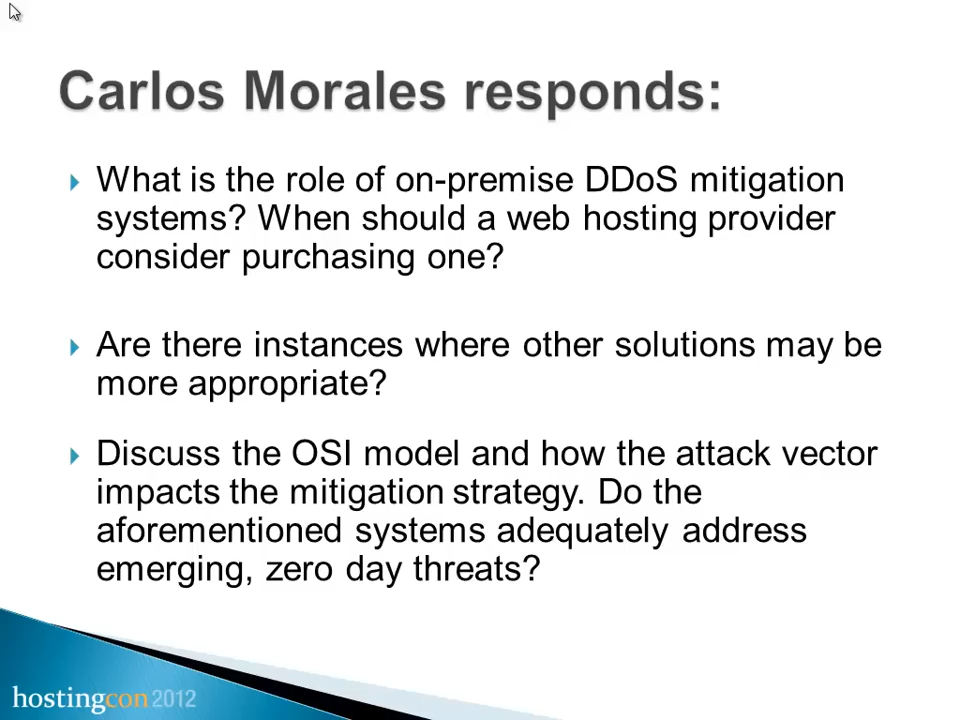 Carlos Morales responds:
What is the role of on-premise DDoS mitigation
systems? When should a web hosting provider
consider purchasing one?
Are there instances where other solutions may be
more appropriate?
Discuss the OSI model and how the attack vector
impacts the mitigation strategy. Do the
aforementioned systems adequately address
emerging, zero day threats?
hostingcon 2012